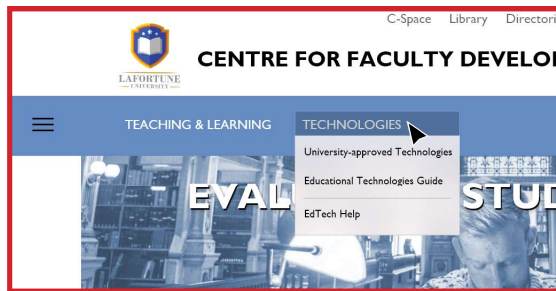 C-Space Library Directori
LAFORTUNE
UNIVERSITY
CENTRE FOR FACULTY DEVELO
TEACHING & LEARNING TECHNOLOGIES
University-approved Technologies
Educational Technologies Guide
EdTech Help
EVAL STUD